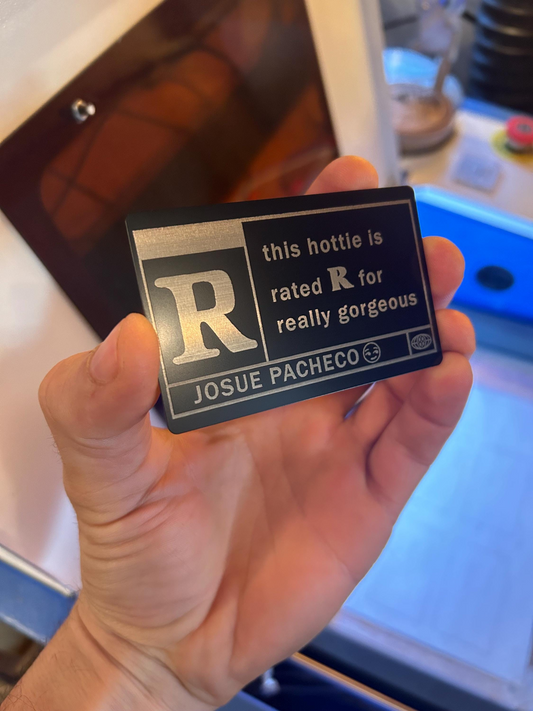 R
this hottie is
rated R for
really gorgeous
JOSUE PACHECO😏